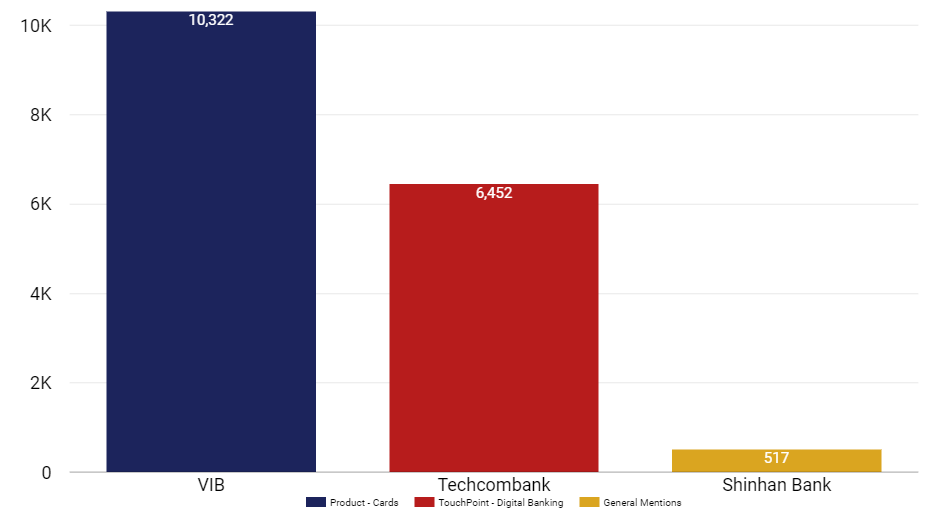 10K
8K
6K
4K
2K
0
10,322
6,452
517
VIB
Techcombank
Shinhan Bank
Product - Cards
TouchPoint - Digital Banking
General Mentions